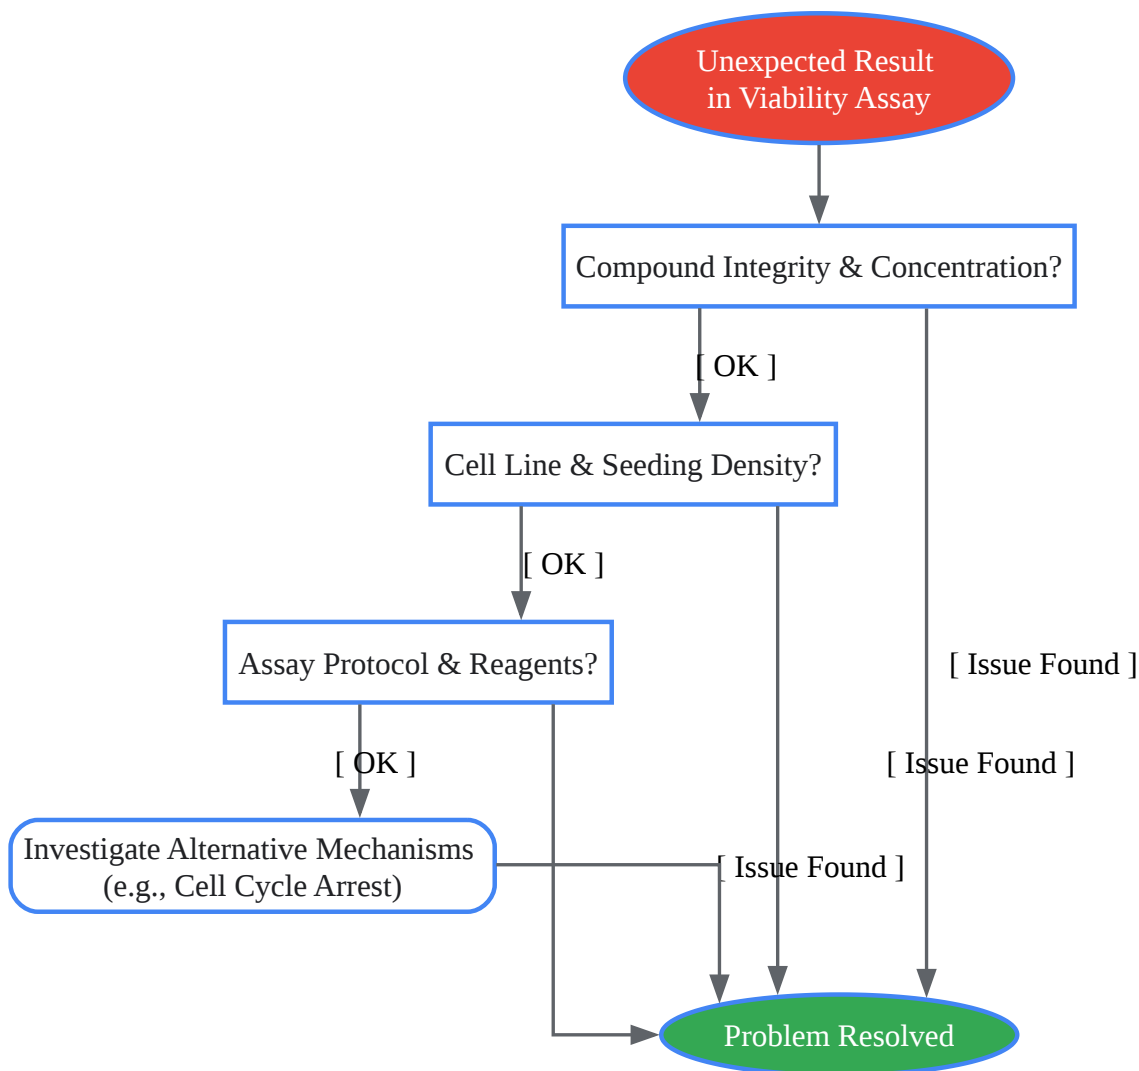 Unexpected Result
in Viability Assay
Compound Integrity & Concentration?
[ OK ]
Cell Line & Seeding Density?
[ OK ]
Assay Protocol & Reagents?
[ Issue Found ]
[ OK ]
[ Issue Found ]
Investigate Alternative Mechanisms
(e.g., Cell Cycle Arrest)
[ Issue Found ]
Problem Resolved